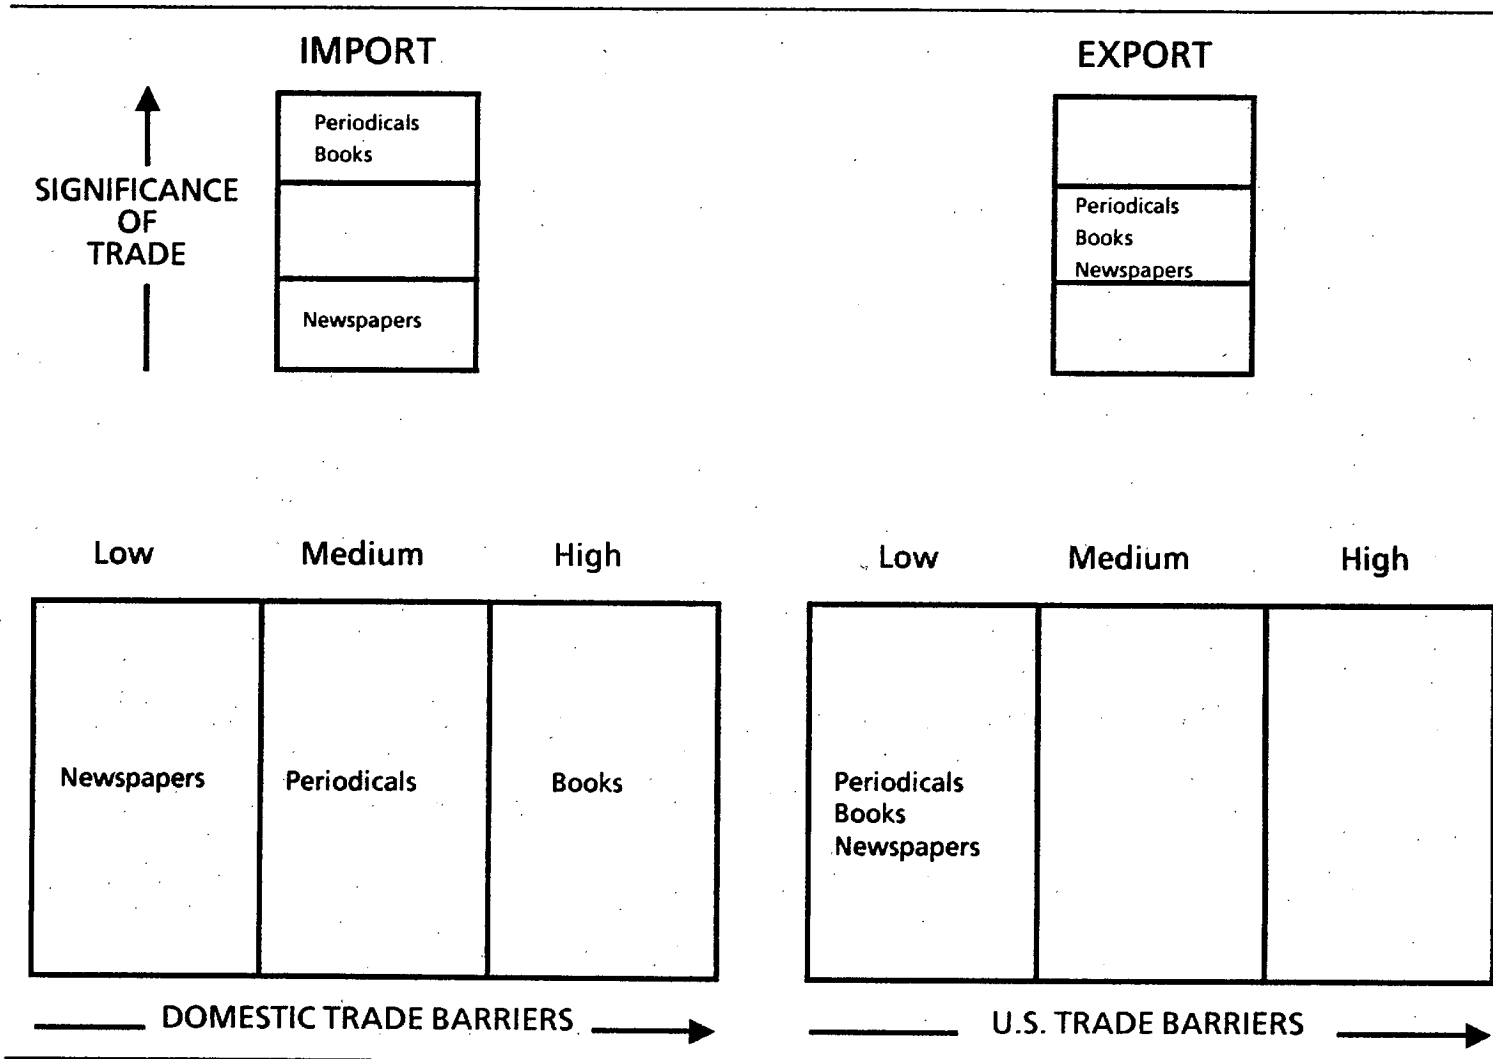 IMPORT
Periodicals
Books
Newspapers
SIGNIFICANCE
OF
TRADE
EXPORT
Periodicals
Books
Newspapers
Low Medium High
Newspapers Periodicals Books
DOMESTIC TRADE BARRIERS
Low Medium High
Periodicals
Books
Newspapers
U.S. TRADE BARRIERS